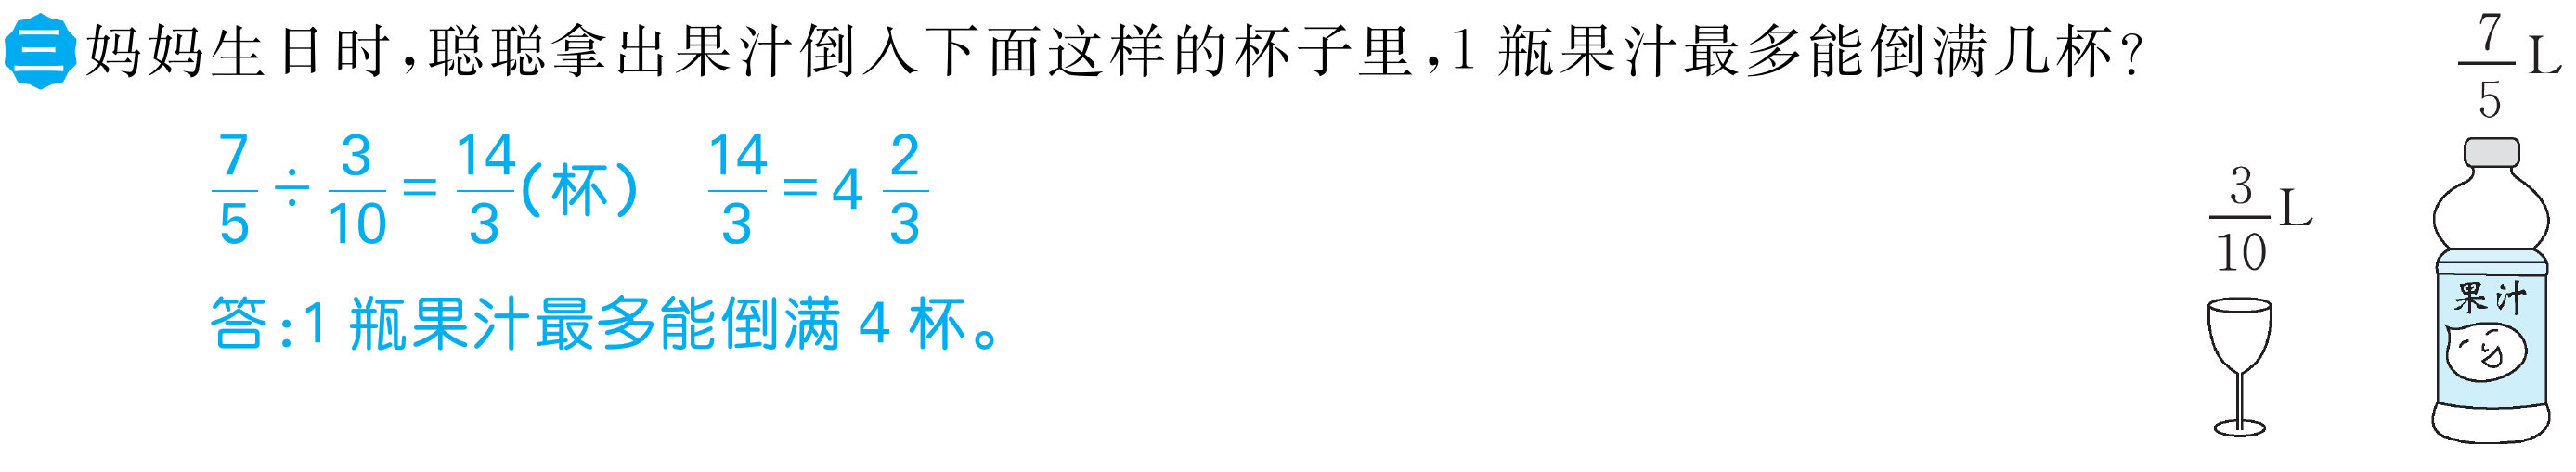 三 妈妈生日时,聪聪拿出果汁倒入下面这样的杯子里,1 瓶果汁最多能倒满几杯?
7/5 ÷ 3/10 = 14/3(杯) 14/3 = 4 2/3
答:1 瓶果汁最多能倒满 4 杯。
3/10 L
7/5 L
果汁